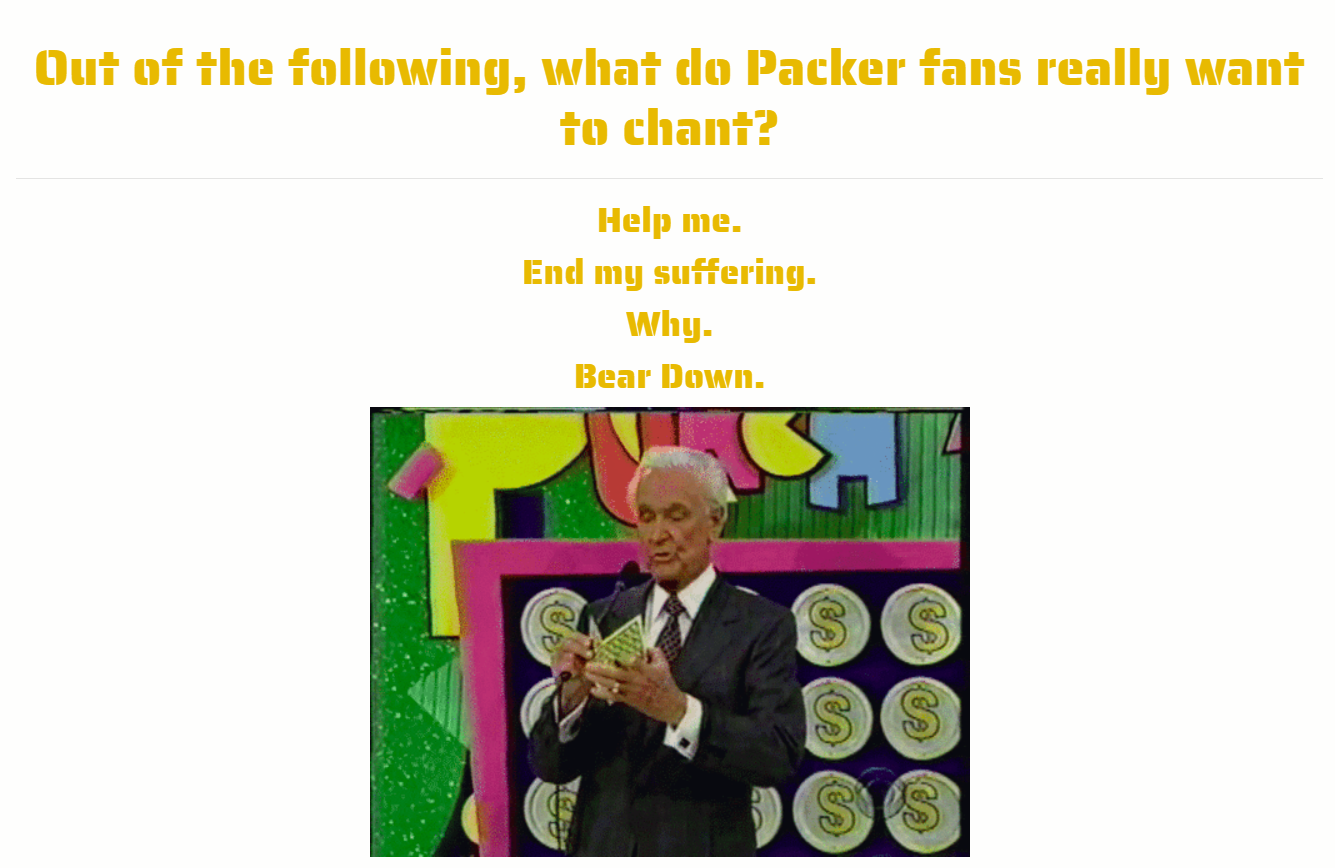 Out of the following, what do Packer fans really want
to chant?
Help me.
End my suffering.
Why.
Bear Down.